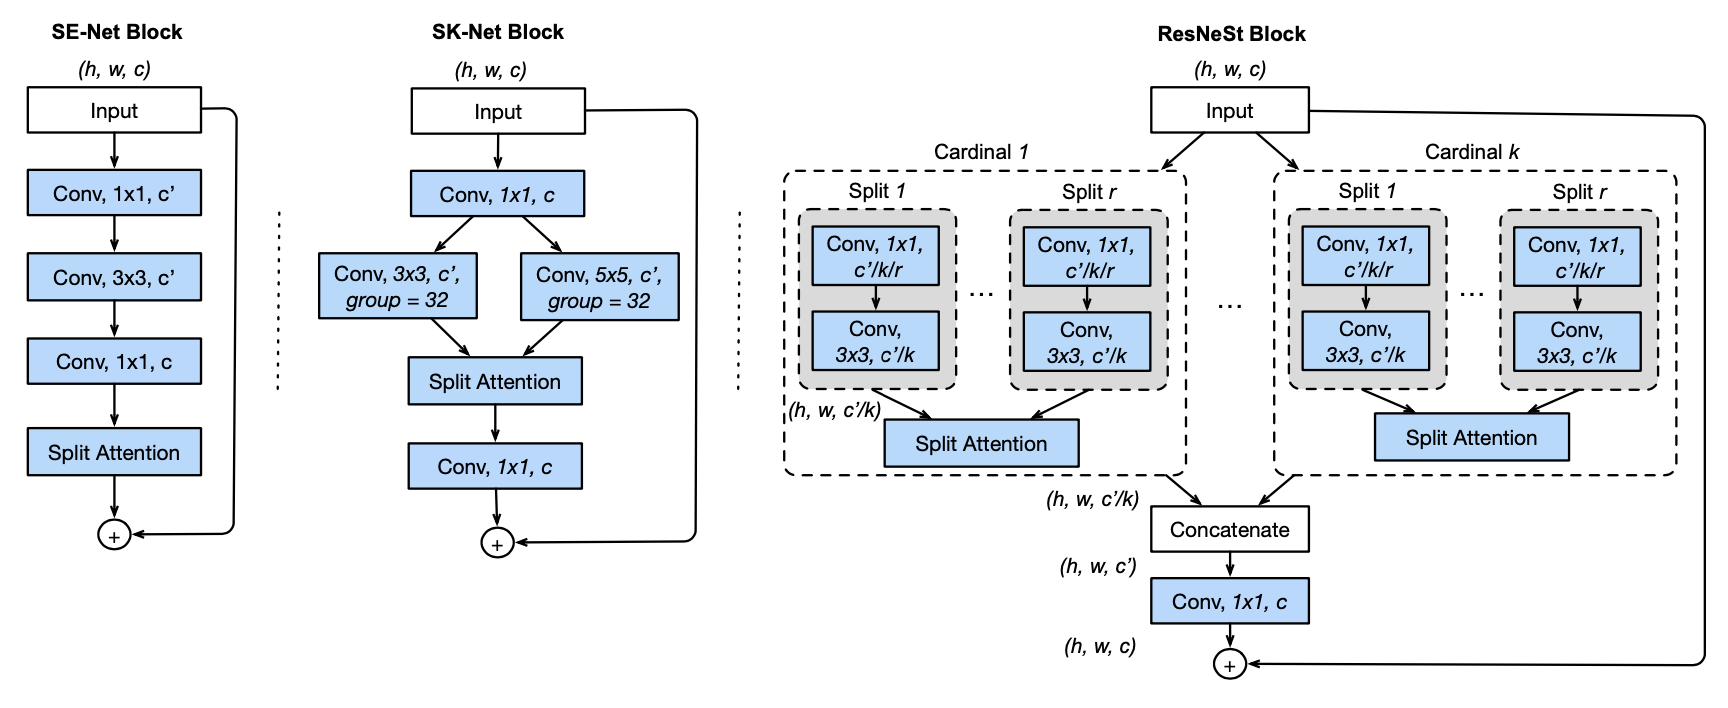 SE-Net Block
(h, w, c)
Input
Conv, 1x1, c’
Conv, 3x3, c’
Conv, 1x1, c
Split Attention
+
SK-Net Block
(h, w, c)
Input
Conv, 1x1, c
Conv, 3x3, c’,
group = 32
Conv, 5x5, c’,
group = 32
Split Attention
Conv, 1x1, c
+
ResNeSt Block
(h, w, c)
Input
Cardinal 1
Split 1
Conv, 1x1,
c’/k/r
Conv,
3x3, c’/k
...
Split r
Conv, 1x1,
c’/k/r
Conv,
3x3, c’/k
(h, w, c’/k)
Split Attention
...
Cardinal k
Split 1
Conv, 1x1,
c’/k/r
Conv,
3x3, c’/k
...
Split r
Conv, 1x1,
c’/k/r
Conv,
3x3, c’/k
Split Attention
(h, w, c’/k)
Concatenate
(h, w, c’)
Conv, 1x1, c
(h, w, c)
+